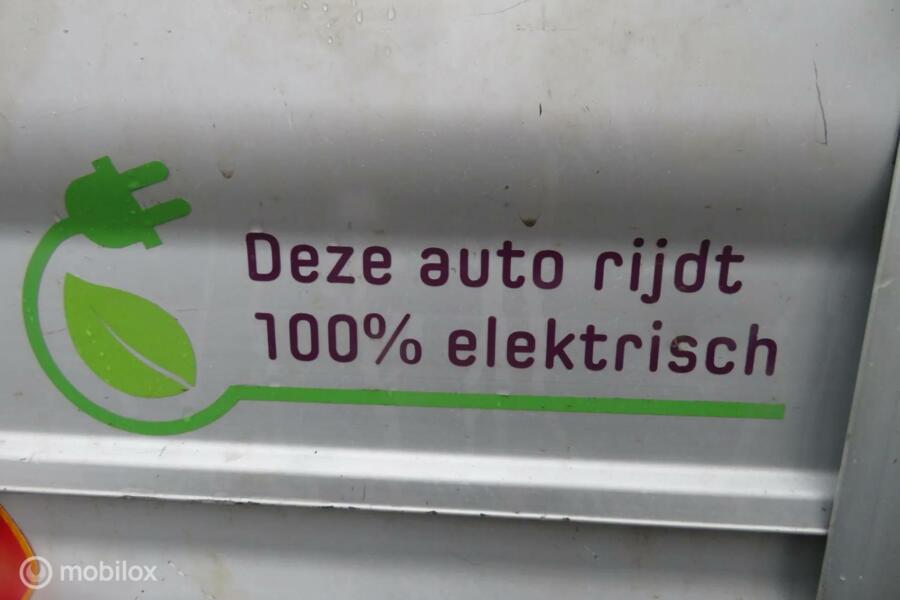 Deze auto rijdt
100% elektrisch
mobilox